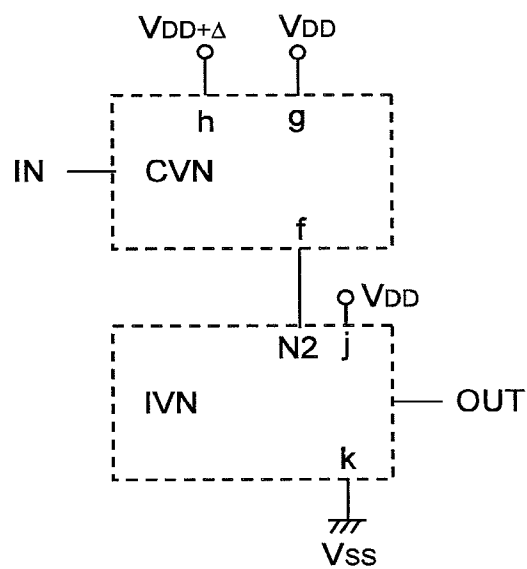 VDD+Δ VDD
h g
IN CVN
f
VDD
N2 j
IVN OUT
k
VSS